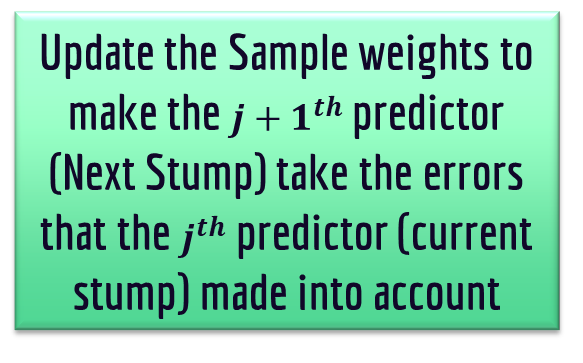 Update the Sample weights to
make the j + 1ᵗʰ predictor
(Next Stump) take the errors
that the jᵗʰ predictor (current
stump) made into account